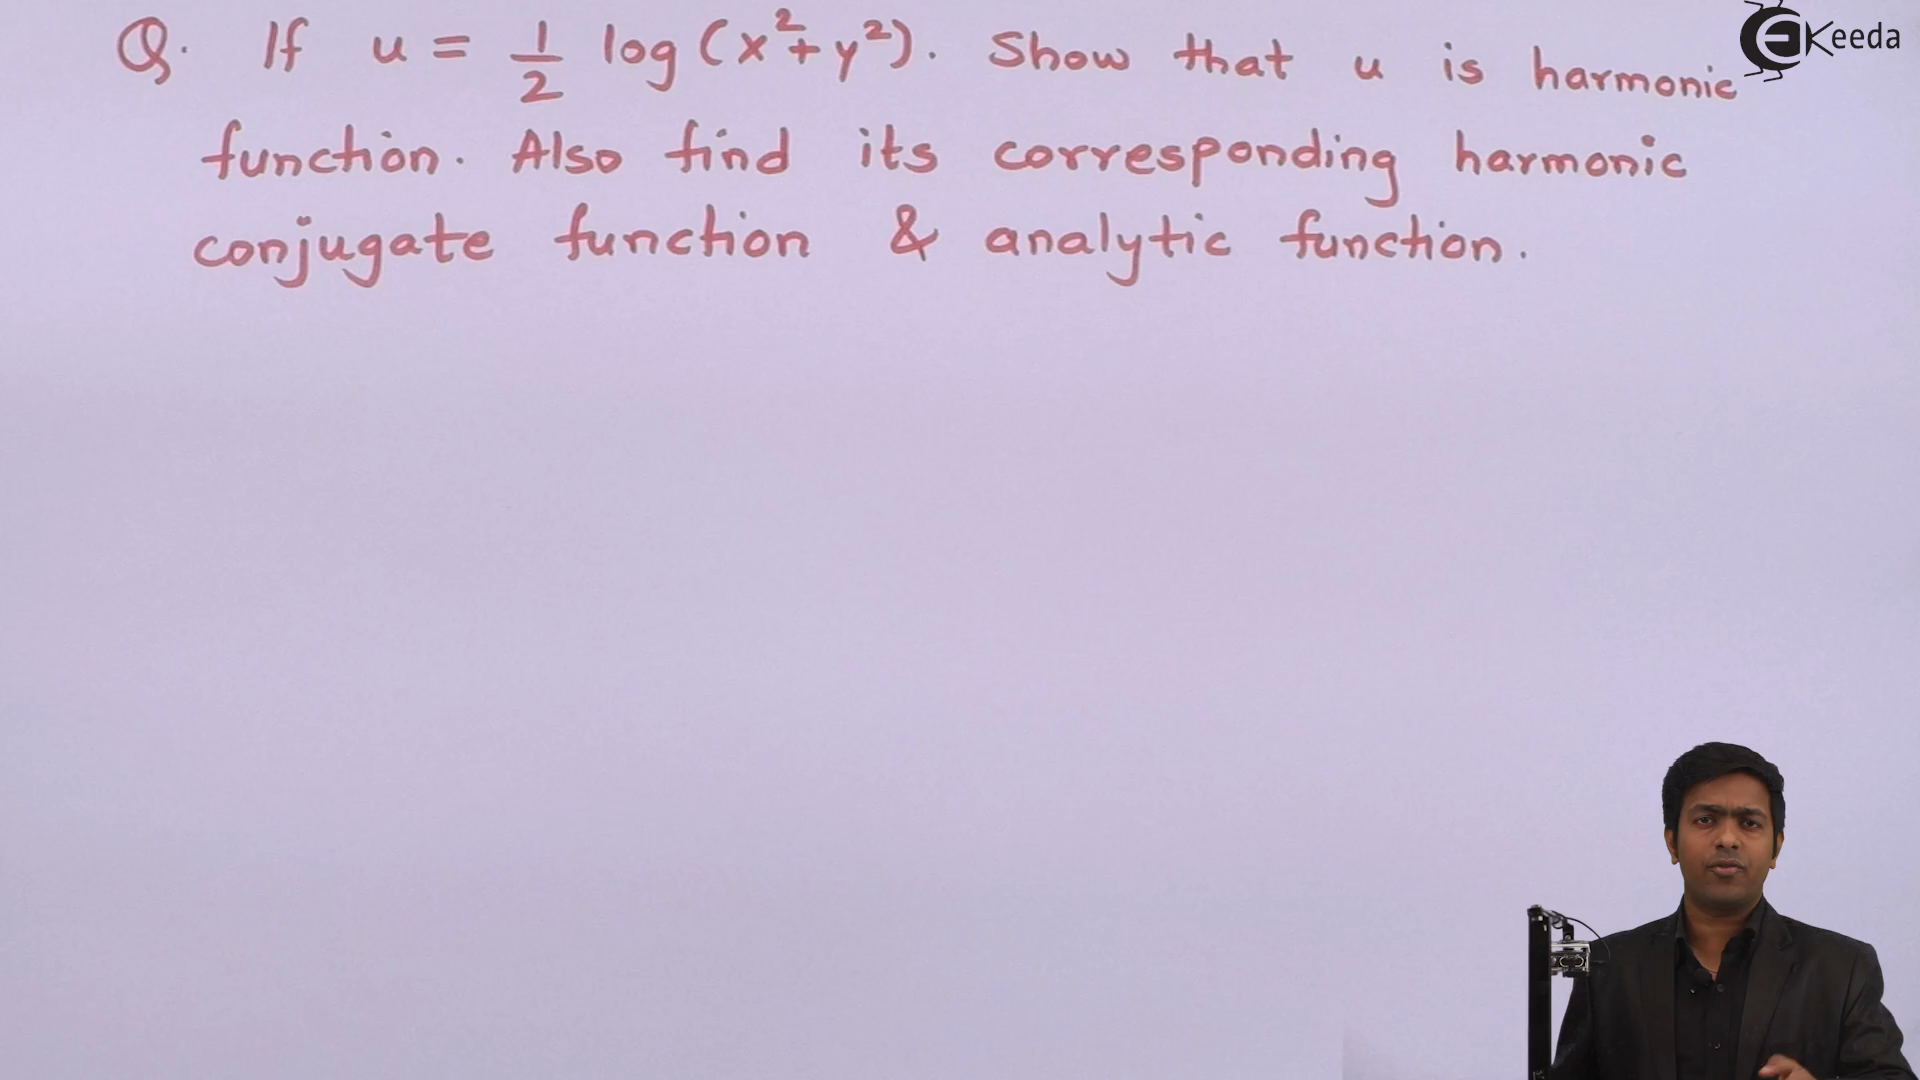 Q. If u = 1/2 log (x²+y²). Show that u is harmonic
function. Also find its corresponding harmonic
conjugate function & analytic function.
EKeeda